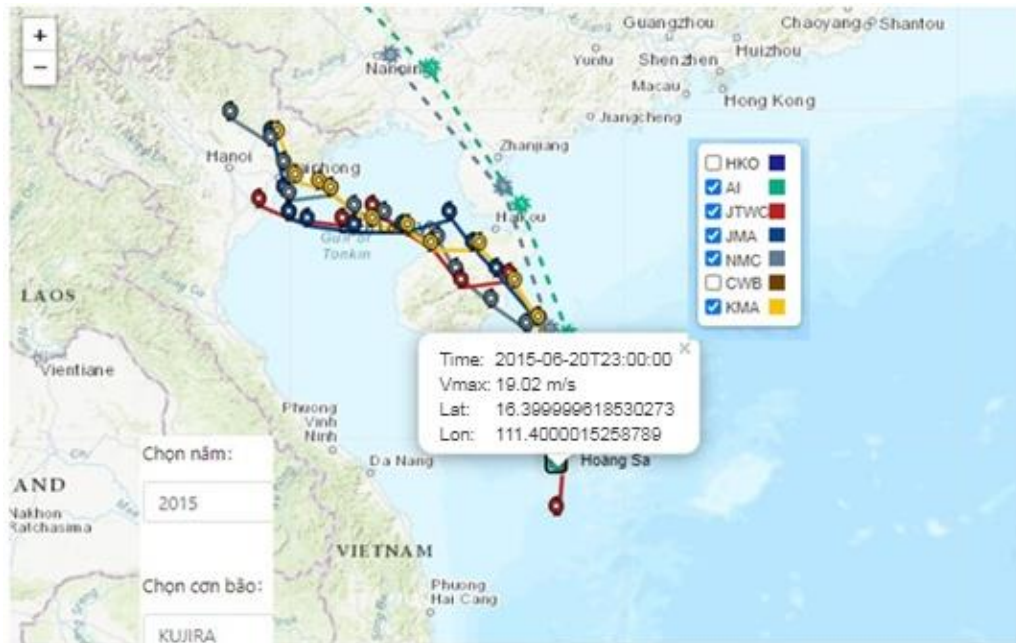 +
−
Guangzhou
Chaoyang
Shantou
Huizhou
Yunfu
Shenzhen
Macau
Hong Kong
Jiangcheng
Hanoi
Zhanjiang
Gulf of
Tonkin
LAOS
Vientiane
HKO
AI
JTWC
JMA
NMC
CWB
KMA
×
Time: 2015-06-20T23:00:00
Vmax: 19.02 m/s
Lat: 16.399999618530273
Lon: 111.4000015258789
Hoang Sa
Phuong
Vinh
Ninh
Da Nang
Chọn năm:
2015
AND
Nakhon
Ratchasima
VIETNAM
Phuong
Hai Cang
Chọn cơn bão:
KUJIRA